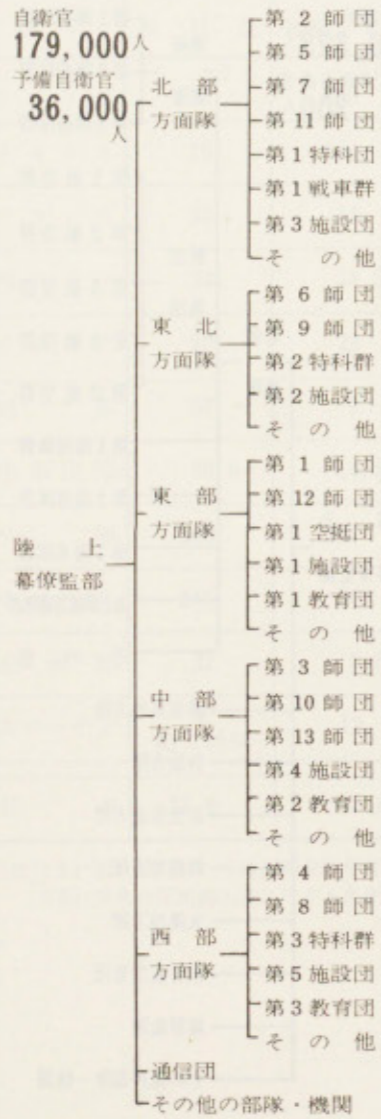 自衛官
179,000人
予備自衛官
36,000人
陸上
幕僚監部
北部
方面隊
第2師団
第5師団
第7師団
第11師団
第1特科団
第1戦車群
第3施設団
その他
東北
方面隊
第6師団
第9師団
第2特科群
第2施設団
その他
東部
方面隊
第1師団
第12師団
第1空挺団
第1施設団
第1教育団
その他
中部
方面隊
第3師団
第10師団
第13師団
第4施設団
第2教育団
その他
西部
方面隊
第4師団
第8師団
第3特科群
第5施設団
第3教育団
その他
通信団
その他の部隊・機関